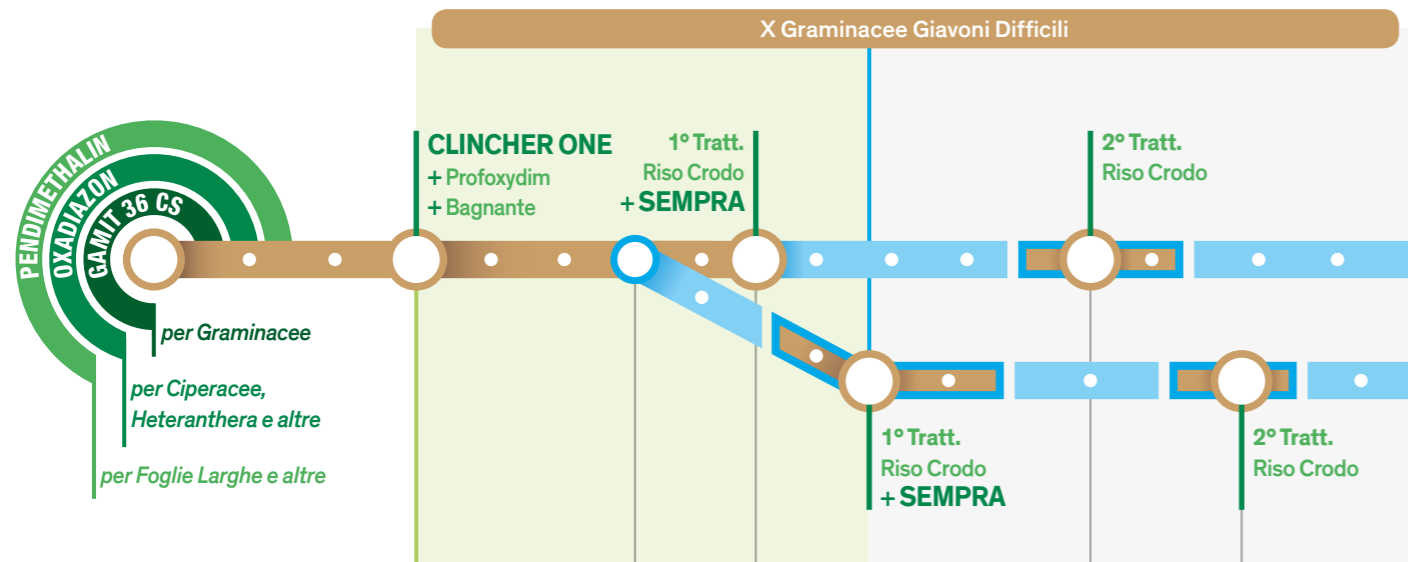 X Graminacee Giavoni Difficili
PENDIMETHALIN
OXADIAZON
GAMIT 36 CS
per Graminacee
per Ciperacee,
Heteranthera e altre
per Foglie Larghe e altre
CLINCHER ONE
+ Profoxydim
+ Bagnante
1° Tratt.
Riso Crodo
+ SEMPRA
2° Tratt.
Riso Crodo
1° Tratt.
Riso Crodo
+ SEMPRA
2° Tratt.
Riso Crodo